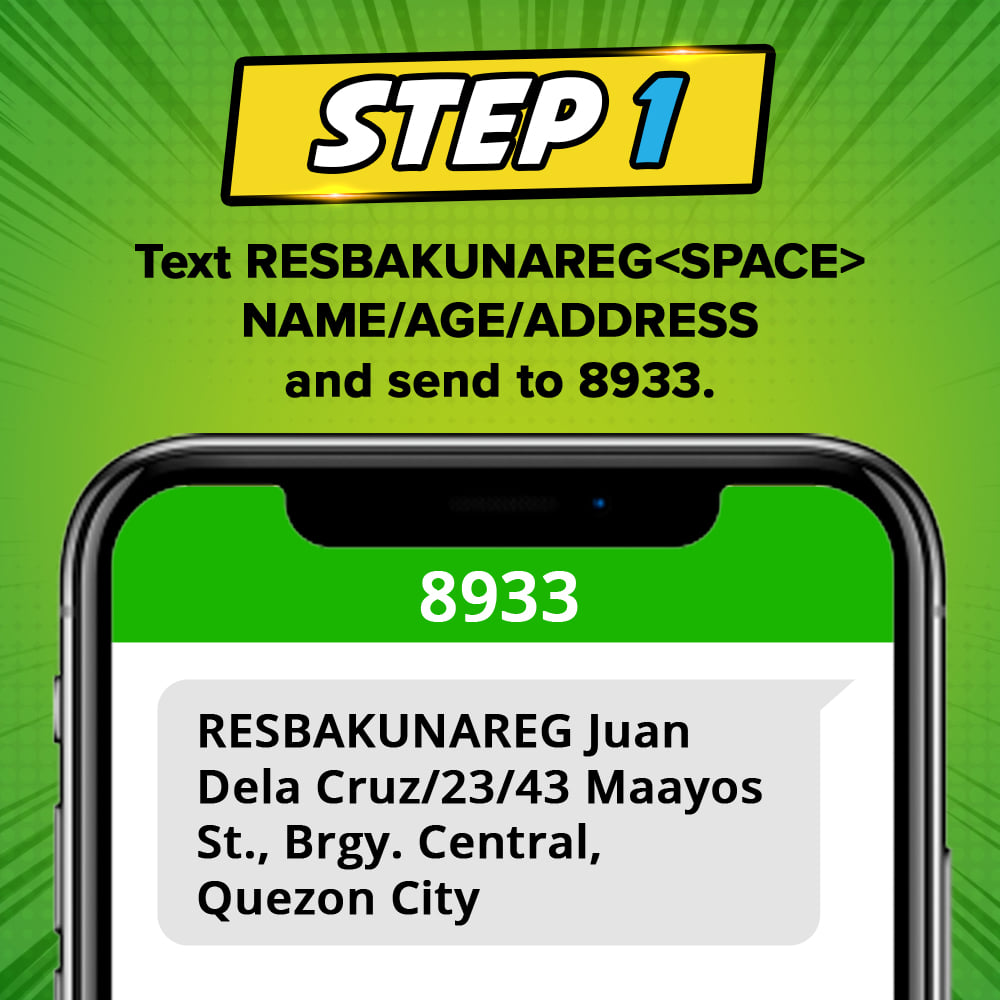 STEP 1
Text RESBAKUNAREG<SPACE>
NAME/AGE/ADDRESS
and send to 8933.
8933
RESBAKUNAREG Juan
Dela Cruz/23/43 Maayos
St., Brgy. Central,
Quezon City